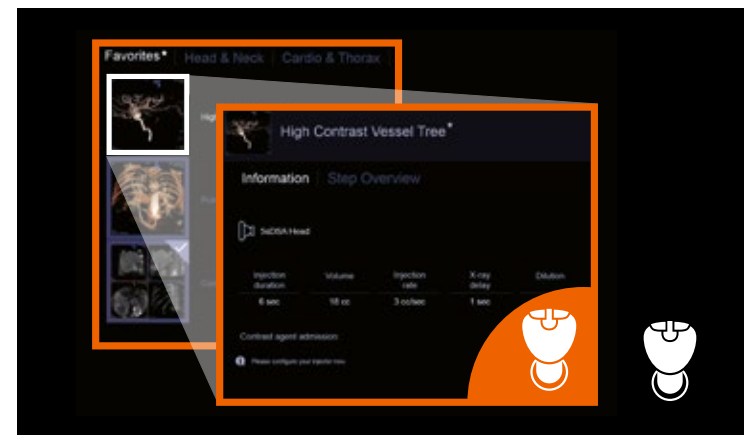 Favorites* | Head & Neck | Cardio & Thorax
High Contrast Vessel Tree*
Information | Step Overview
5sDSA Head
Injection duration Volume Injection rate X-ray delay Dilution
6 sec 18 cc 3 cc/sec 1 sec
Contrast agent admission
Please configure your injector now